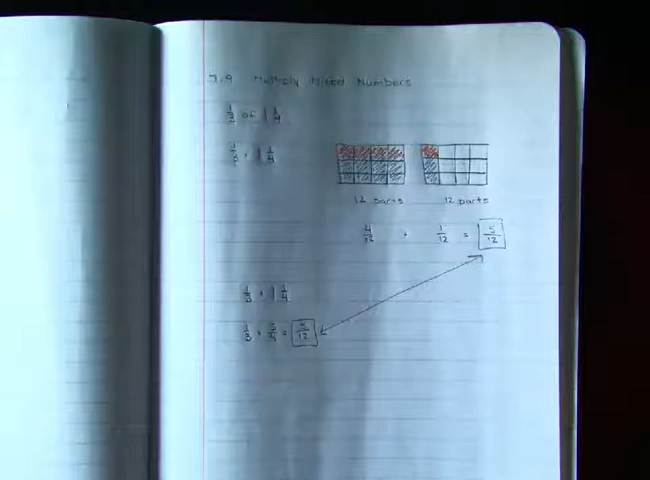 7.9 Multiply Mixed Numbers
1/3 of 1 1/4
1/3 · 1 1/4
12 parts 12 parts
4/12 + 1/12 = 5/12
1/3 · 1 1/4
1/3 · 5/4 = 5/12